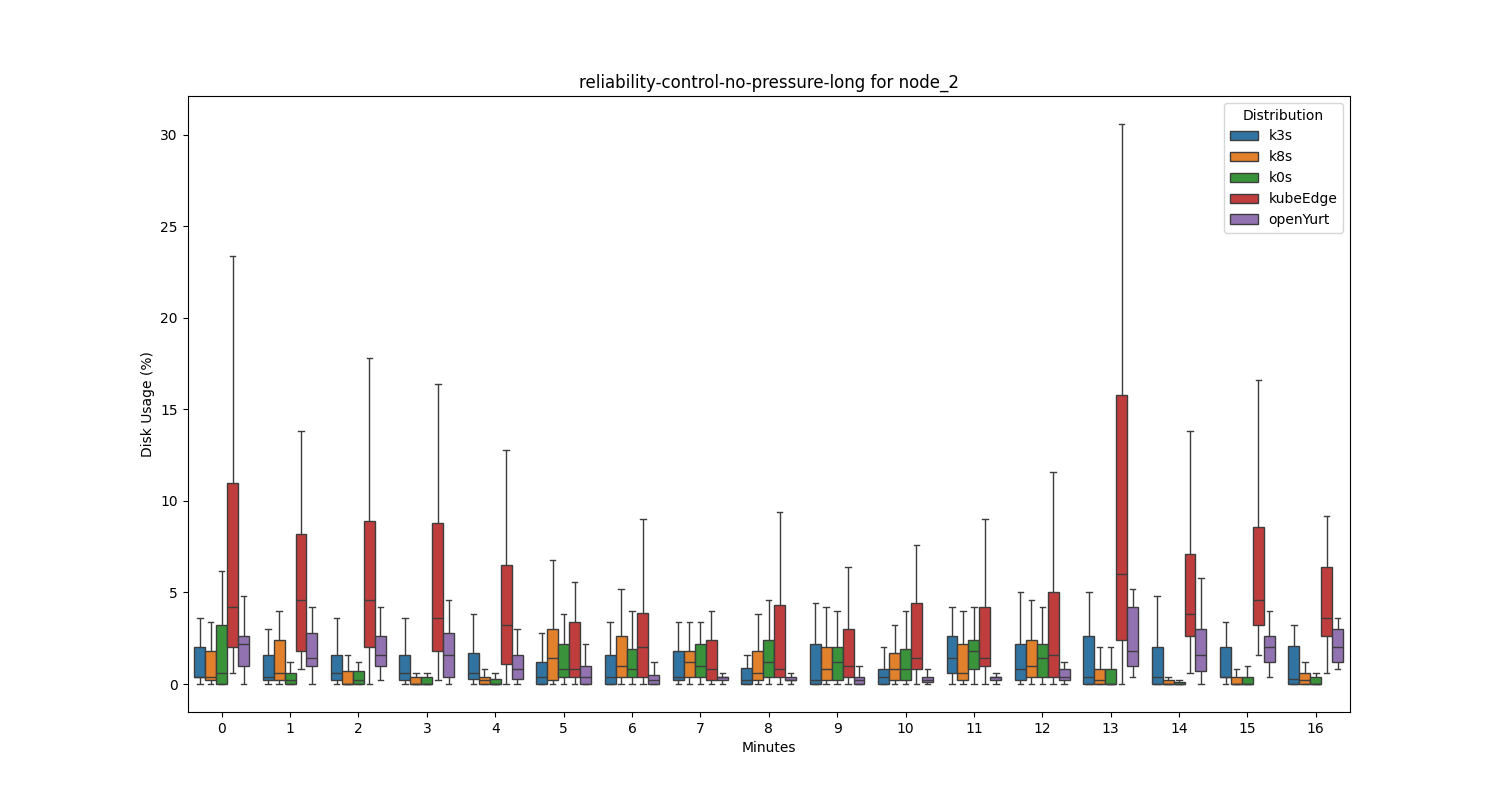 reliability-control-no-pressure-long for node_2
Distribution
k3s
k8s
k0s
kubeEdge
openYurt
Disk Usage (%)
30
25
20
15
10
5
0
0 1 2 3 4 5 6 7 8 9 10 11 12 13 14 15 16
Minutes